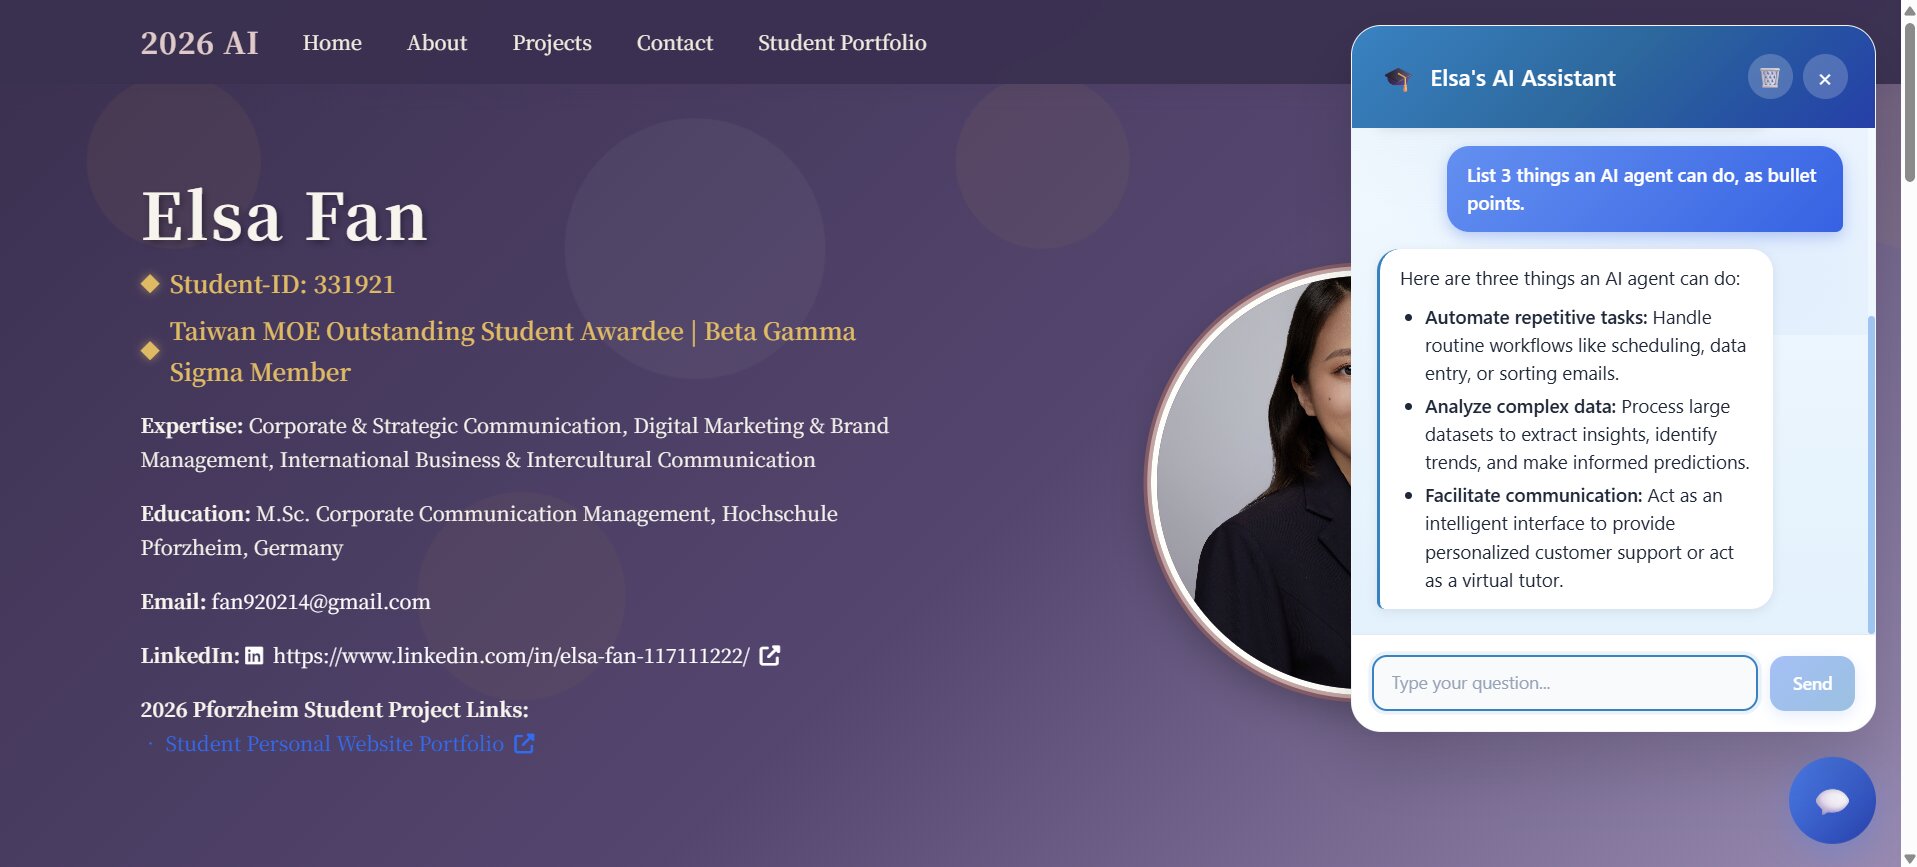 2026 AI
Home
About
Projects
Contact
Student Portfolio
Elsa Fan
Student-ID: 331921
Taiwan MOE Outstanding Student Awardee | Beta Gamma
Sigma Member
Expertise: Corporate & Strategic Communication, Digital Marketing & Brand
Management, International Business & Intercultural Communication
Education: M.Sc. Corporate Communication Management, Hochschule
Pforzheim, Germany
Email: fan920214@gmail.com
LinkedIn: in https://www.linkedin.com/in/elsa-fan-117111222/
2026 Pforzheim Student Project Links:
· Student Personal Website Portfolio
Elsa's AI Assistant
×
List 3 things an AI agent can do, as bullet
points.
Here are three things an AI agent can do:
• Automate repetitive tasks: Handle
routine workflows like scheduling, data
entry, or sorting emails.
• Analyze complex data: Process large
datasets to extract insights, identify
trends, and make informed predictions.
• Facilitate communication: Act as an
intelligent interface to provide
personalized customer support or act
as a virtual tutor.
Type your question...
Send